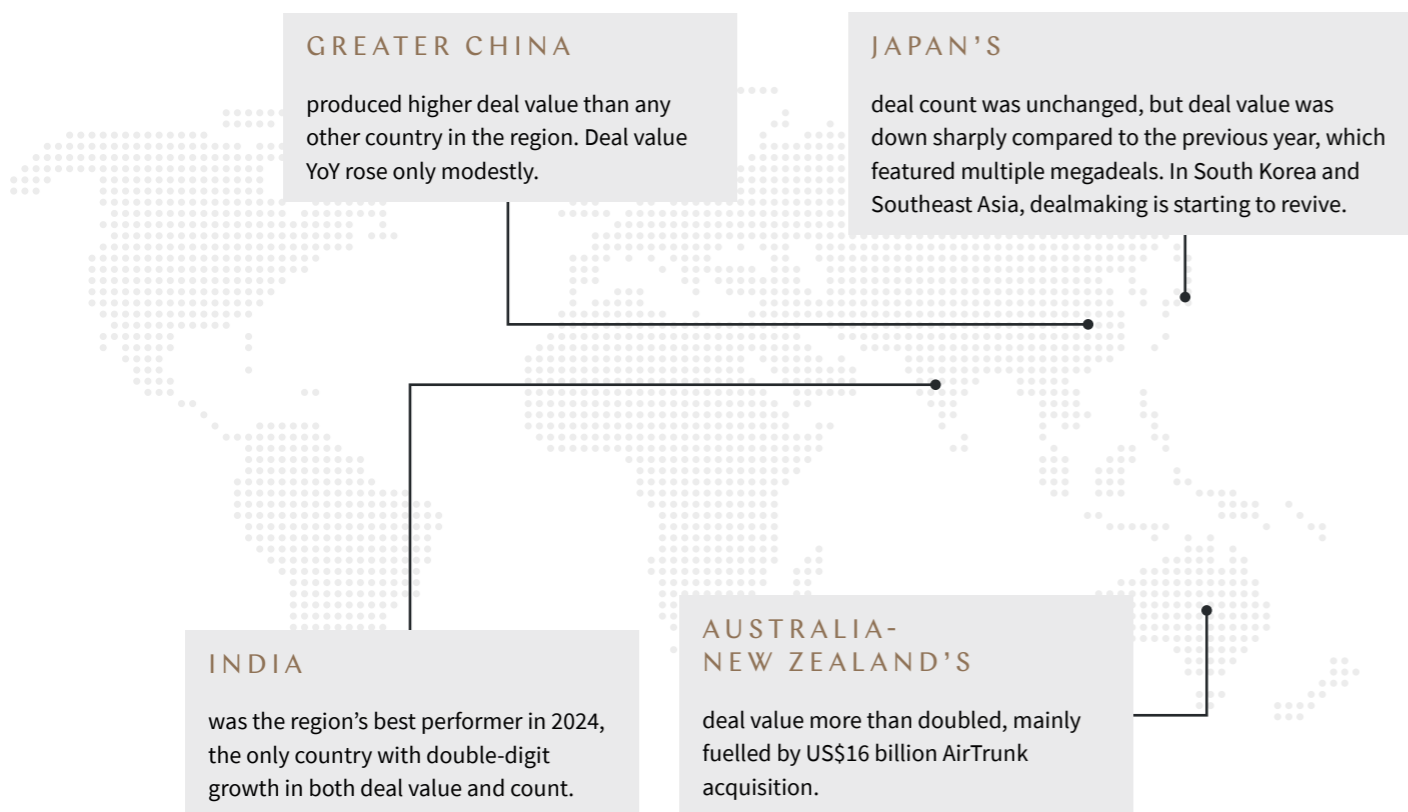 GREATER CHINA
produced higher deal value than any
other country in the region. Deal value
YoY rose only modestly.
JAPAN’S
deal count was unchanged, but deal value was
down sharply compared to the previous year, which
featured multiple megadeals. In South Korea and
Southeast Asia, dealmaking is starting to revive.
INDIA
was the region’s best performer in 2024,
the only country with double-digit
growth in both deal value and count.
AUSTRALIA-
NEW ZEALAND’S
deal value more than doubled, mainly
fuelled by US$16 billion AirTrunk
acquisition.